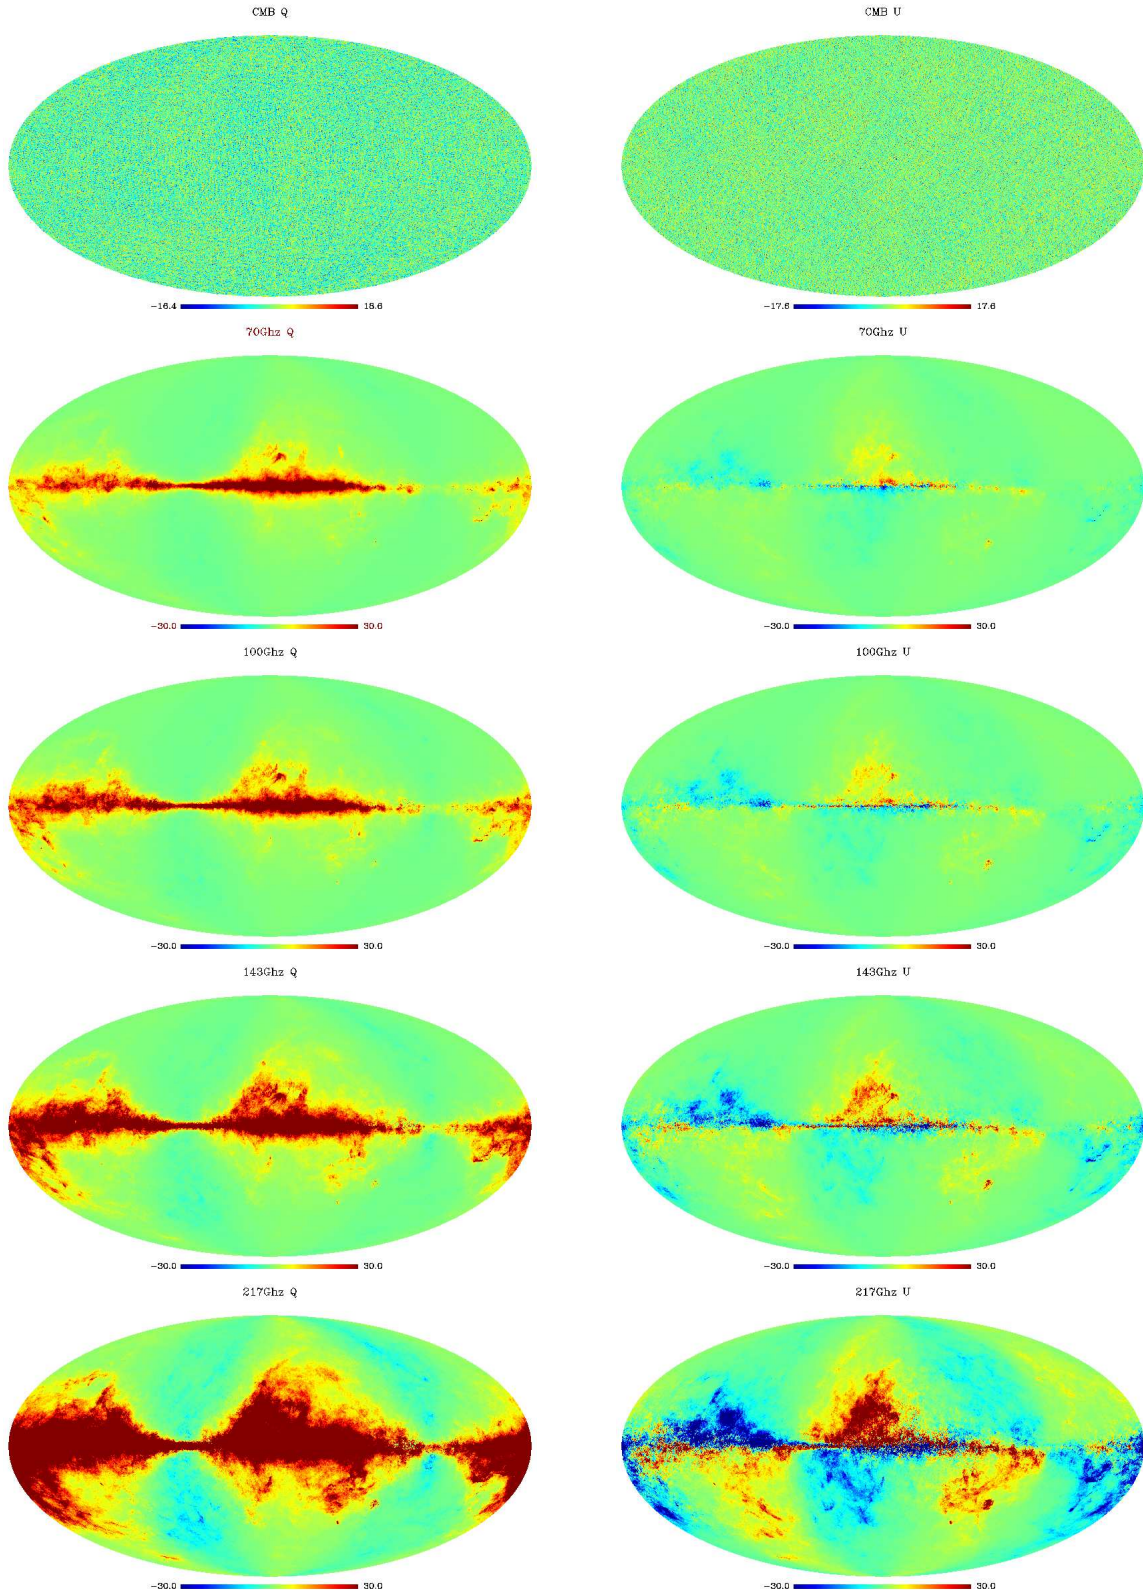 CMB Q
CMB U
-16.4 18.6
-17.6 17.6
70Ghz Q
70Ghz U
-30.0 30.0
-30.0 30.0
100Ghz Q
100Ghz U
-30.0 30.0
-30.0 30.0
143Ghz Q
143Ghz U
-30.0 30.0
-30.0 30.0
217Ghz Q
217Ghz U
-30.0 30.0
-30.0 30.0